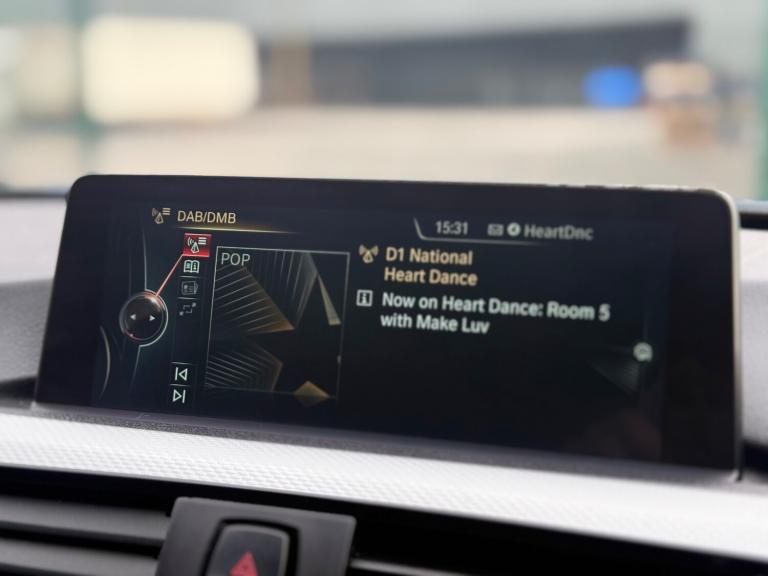 DAB/DMB
15:31 HeartDnc
POP
D1 National
Heart Dance
Now on Heart Dance: Room 5
with Make Luv